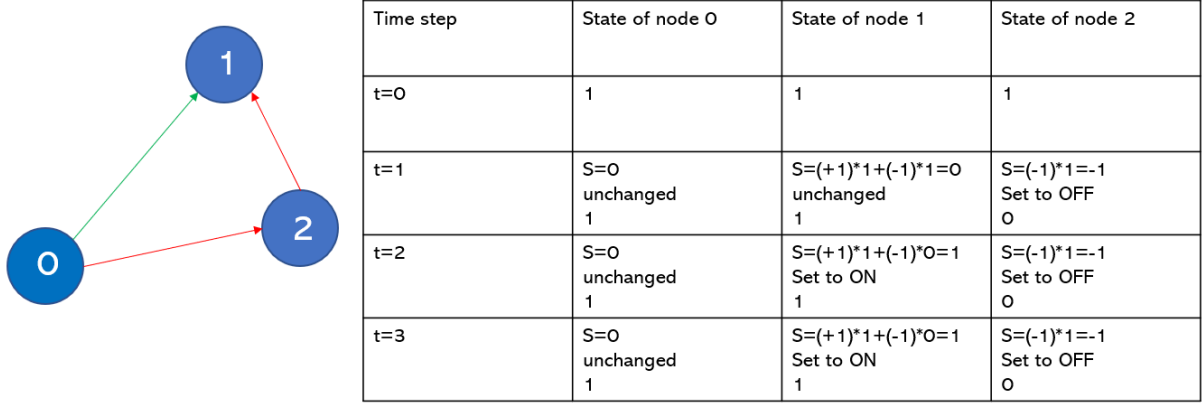 1
2
0
Time step State of node 0 State of node 1 State of node 2
t=0 1 1 1
t=1 S=0 S=(+1)*1+(-1)*1=0 S=(-1)*1=-1
unchanged unchanged Set to OFF
1 1 0
t=2 S=0 S=(+1)*1+(-1)*0=1 S=(-1)*1=-1
unchanged Set to ON Set to OFF
1 1 0
t=3 S=0 S=(+1)*1+(-1)*0=1 S=(-1)*1=-1
unchanged Set to ON Set to OFF
1 1 0